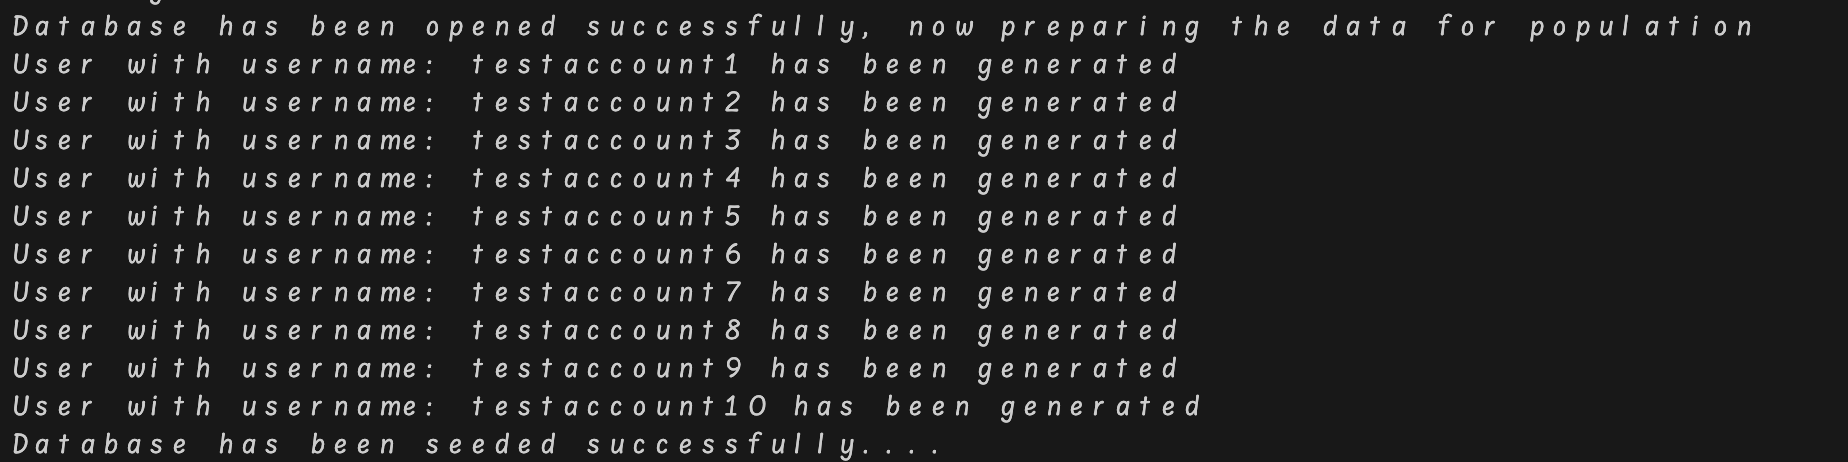 Database has been opened successfully, now preparing the data for population
User with username: testaccount1 has been generated
User with username: testaccount2 has been generated
User with username: testaccount3 has been generated
User with username: testaccount4 has been generated
User with username: testaccount5 has been generated
User with username: testaccount6 has been generated
User with username: testaccount7 has been generated
User with username: testaccount8 has been generated
User with username: testaccount9 has been generated
User with username: testaccount10 has been generated
Database has been seeded successfully....